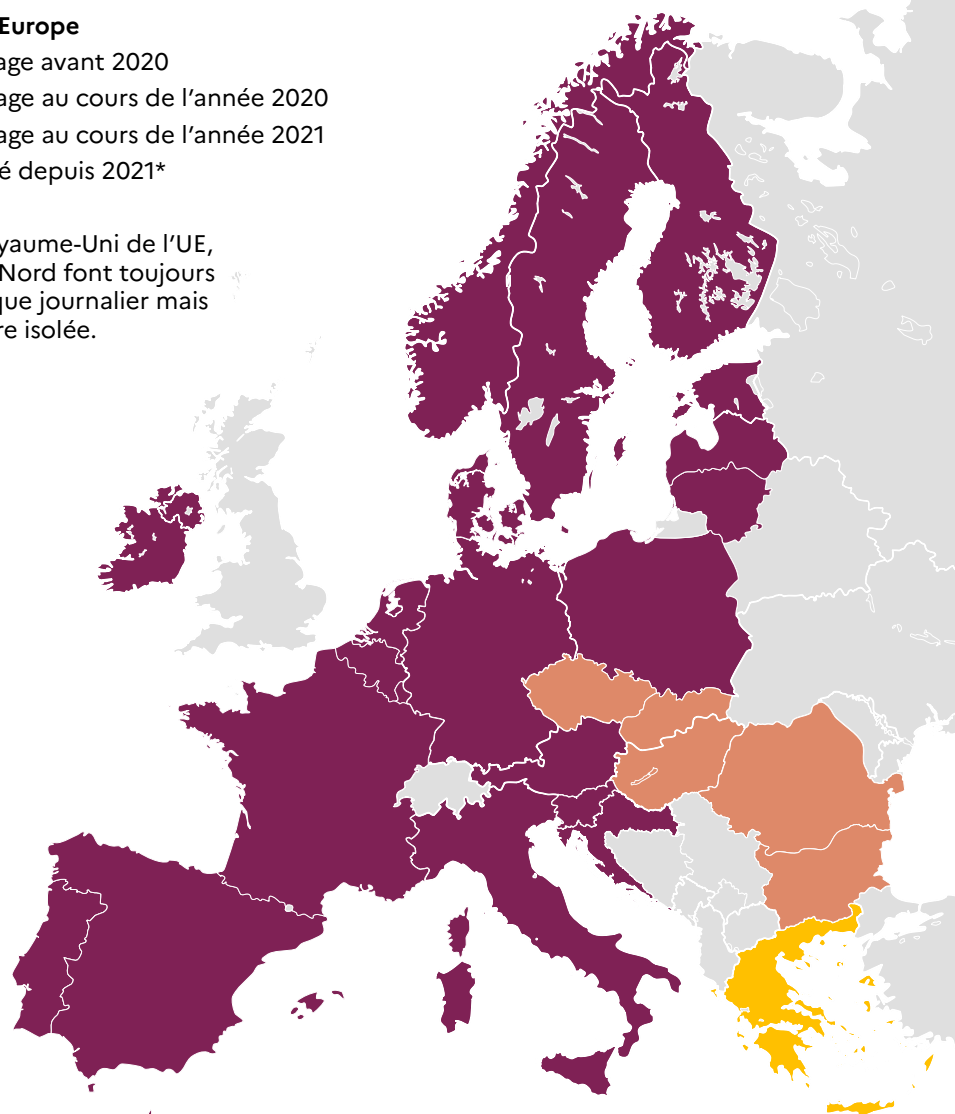 Europe
age avant 2020
age au cours de l’année 2020
age au cours de l’année 2021
é depuis 2021*
yaume-Uni de l’UE,
Nord font toujours
que journalier mais
re isolée.